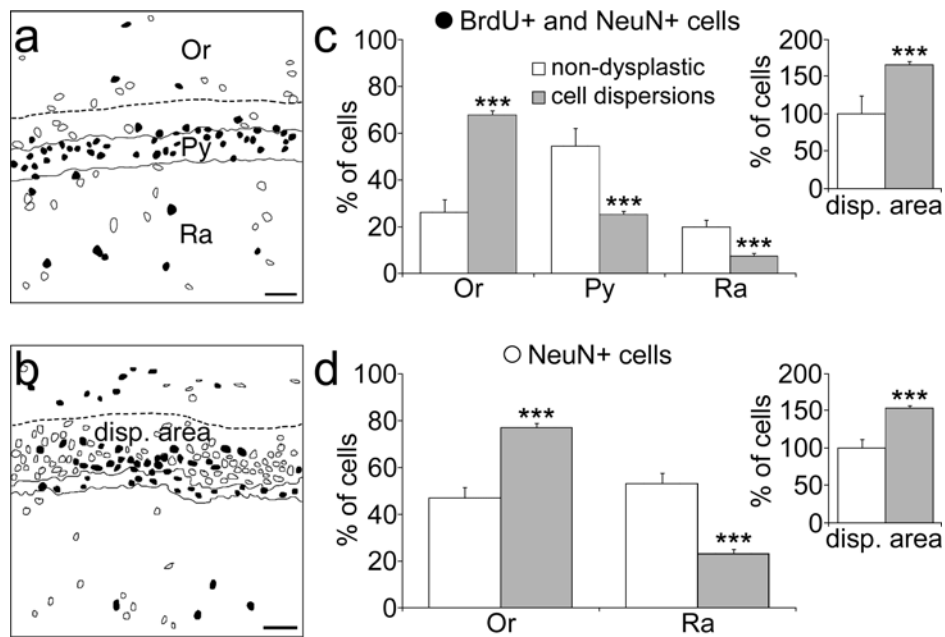 a
Or
Py
Ra
b
disp. area
c
● BrdU+ and NeuN+ cells
% of cells
100
80
60
40
20
0
non-dysplastic
cell dispersions
***
***
***
Or Py Ra
% of cells
200
150
100
50
0
***
disp. area
d
○ NeuN+ cells
% of cells
100
80
60
40
20
0
***
***
Or Ra
% of cells
200
150
100
50
0
***
disp. area